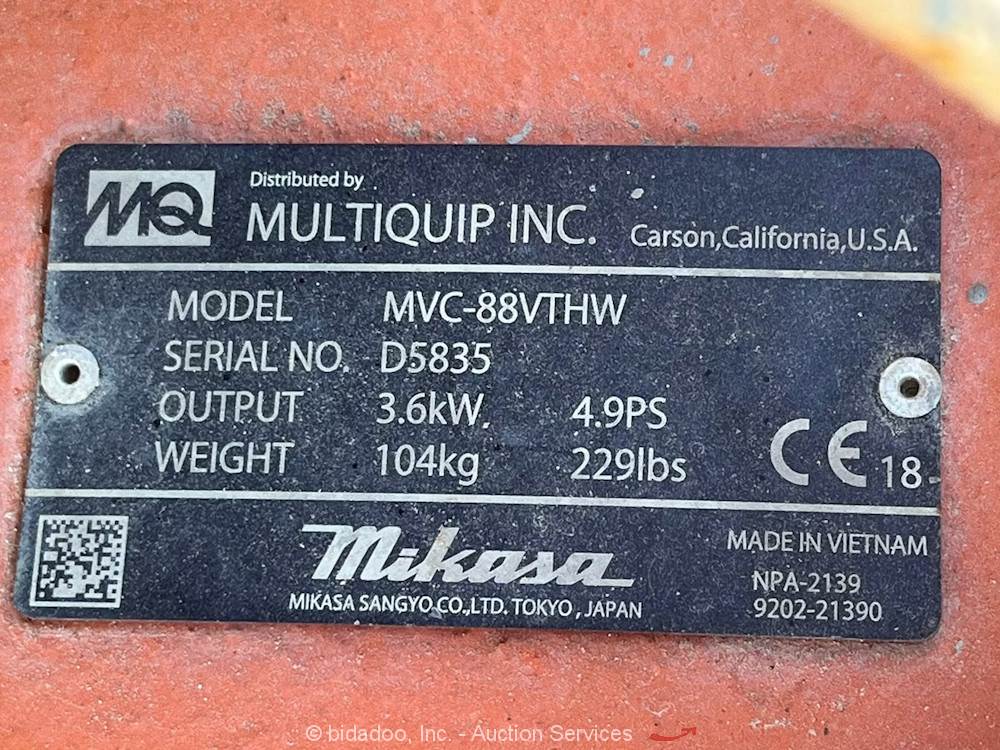 MQ
Distributed by
MULTIQUIP INC. Carson,California,U.S.A.
MODEL MVC-88VTHW
SERIAL NO. D5835
OUTPUT 3.6kW 4.9PS
WEIGHT 104kg 229lbs
CE 18
Mikasa
MIKASA SANGYO CO.,LTD. TOKYO, JAPAN
MADE IN VIETNAM
NPA-2139
9202-21390
© bidadoo, Inc. - Auction Services